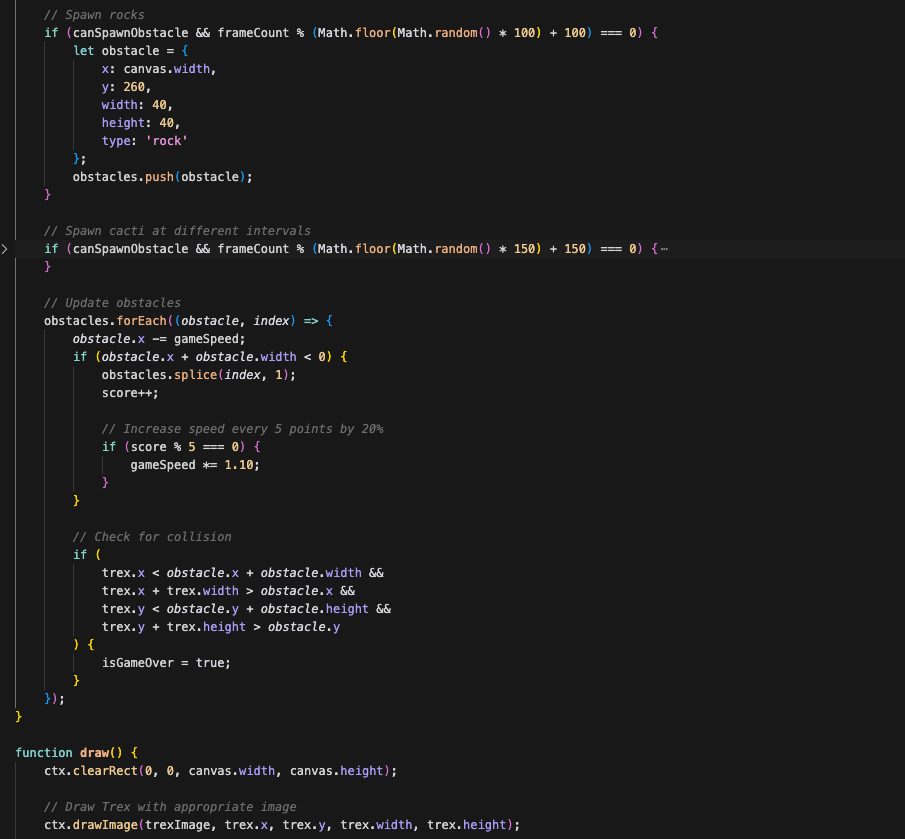 // Spawn rocks
if (canSpawnObstacle && frameCount % (Math.floor(Math.random() * 100) + 100) === 0) {
let obstacle = {
x: canvas.width,
y: 260,
width: 40,
height: 40,
type: 'rock'
};
obstacles.push(obstacle);
}
// Spawn cacti at different intervals
if (canSpawnObstacle && frameCount % (Math.floor(Math.random() * 150) + 150) === 0) {⋯
}
// Update obstacles
obstacles.forEach((obstacle, index) => {
obstacle.x -= gameSpeed;
if (obstacle.x + obstacle.width < 0) {
obstacles.splice(index, 1);
score++;
// Increase speed every 5 points by 20%
if (score % 5 === 0) {
gameSpeed *= 1.10;
}
}
// Check for collision
if (
trex.x < obstacle.x + obstacle.width &&
trex.x + trex.width > obstacle.x &&
trex.y < obstacle.y + obstacle.height &&
trex.y + trex.height > obstacle.y
) {
isGameOver = true;
}
});
}
function draw() {
ctx.clearRect(0, 0, canvas.width, canvas.height);
// Draw Trex with appropriate image
ctx.drawImage(trexImage, trex.x, trex.y, trex.width, trex.height);